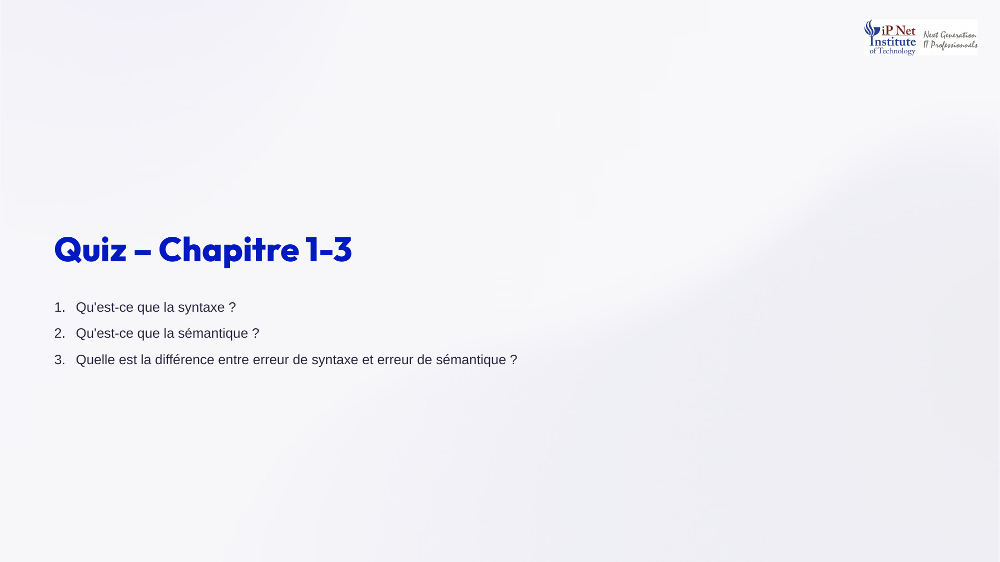 iP Net
Institute
of Technology
Next Generation
IT Professionnels
Quiz – Chapitre 1-3
1. Qu'est-ce que la syntaxe ?
2. Qu'est-ce que la sémantique ?
3. Quelle est la différence entre erreur de syntaxe et erreur de sémantique ?